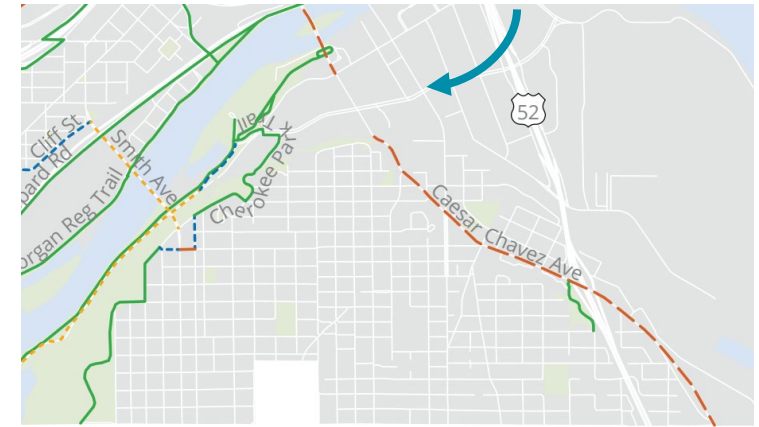 52
Cliff St
pard Rd
Smith Ave
organ Reg Trail
Cherokee Park Trail
Caesar Chavez Ave